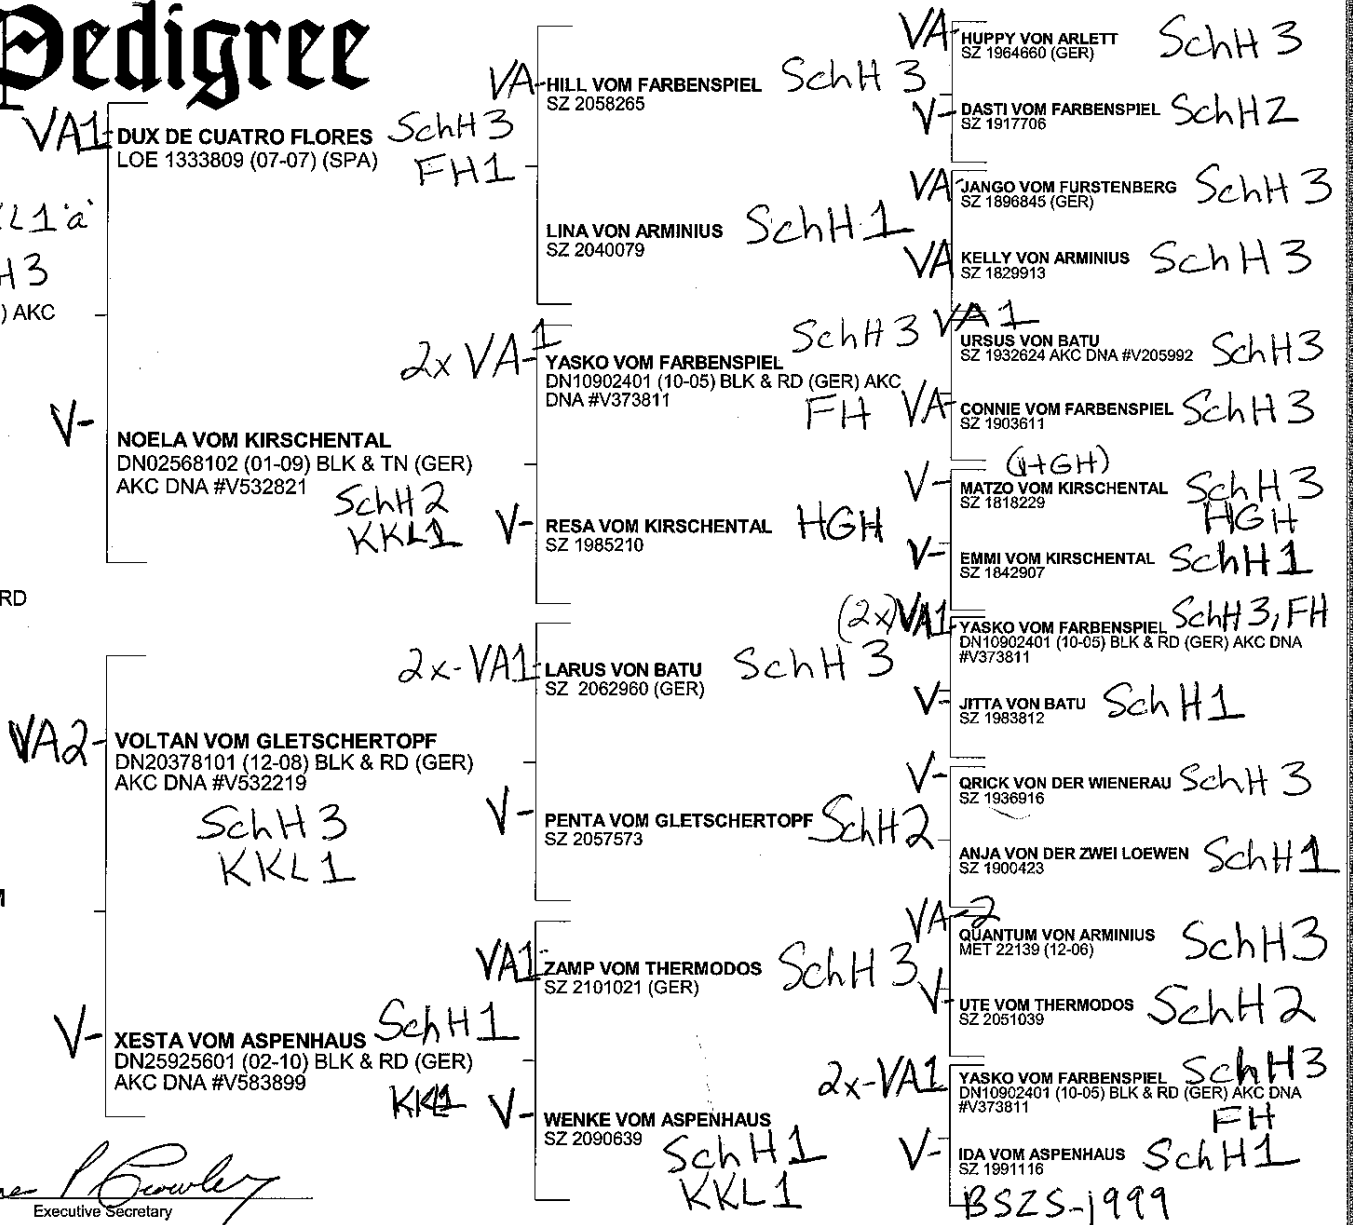 Pedigree
VA1-
DUX DE CUATRO FLORES SchH3
LOE 1333809 (07-07) (SPA)
FH1
L1 'a'
H3
) AKC
V-
NOELA VOM KIRSCHENTAL
DN02568102 (01-09) BLK & TN (GER)
AKC DNA #V532821
SchH2
KKL1
RD
VA2-
VOLTAN VOM GLETSCHERTOPF
DN20378101 (12-08) BLK & RD (GER)
AKC DNA #V532219
SchH3
KKL1
V-
XESTA VOM ASPENHAUS SchH1
DN25925601 (02-10) BLK & RD (GER)
AKC DNA #V583899
KKL1
Executive Secretary
VA-HILL VOM FARBENSPIEL SchH3
SZ 2058265
LINA VON ARMINIUS SchH1
SZ 2040079
2x VA-1
SchH3
YASKO VOM FARBENSPIEL
DN10902401 (10-05) BLK & RD (GER) AKC
DNA #V373811
FH
V-RESA VOM KIRSCHENTAL HGH
SZ 1985210
2x-VA1-LARUS VON BATU SchH3
SZ 2062960 (GER)
V-PENTA VOM GLETSCHERTOPF SchH2
SZ 2057573
VA1-ZAMP VOM THERMODOS SchH3
SZ 2101021 (GER)
V-WENKE VOM ASPENHAUS
SZ 2090639
SchH1
KKL1
VA-HUPPY VON ARLETT SchH3
SZ 1964660 (GER)
V-DASTI VOM FARBENSPIEL SchH2
SZ 1917706
VA-JANGO VOM FURSTENBERG SchH3
SZ 1896845 (GER)
VA KELLY VON ARMINIUS SchH3
SZ 1829913
VA1
URSUS VON BATU SchH3
SZ 1932624 AKC DNA #V205992
VA-CONNIE VOM FARBENSPIEL SchH3
SZ 1903611
(HGH)
V-MATZO VOM KIRSCHENTAL SchH3
SZ 1818229
HGH
V-EMMI VOM KIRSCHENTAL SchH1
SZ 1842907
(2x)VA1-YASKO VOM FARBENSPIEL SchH3, FH
DN10902401 (10-05) BLK & RD (GER) AKC DNA
#V373811
V-JITTA VON BATU SchH1
SZ 1983812
V-QRICK VON DER WIENERAU SchH3
SZ 1936916
ANJA VON DER ZWEI LOEWEN SchH1
SZ 1900423
VA-2
QUANTUM VON ARMINIUS SchH3
MET 22139 (12-06)
V-UTE VOM THERMODOS SchH2
SZ 2051039
2x-VA1 YASKO VOM FARBENSPIEL SchH3
DN10902401 (10-05) BLK & RD (GER) AKC DNA
#V373811
FH
V-IDA VOM ASPENHAUS SchH1
SZ 1991116
BSZS-1999